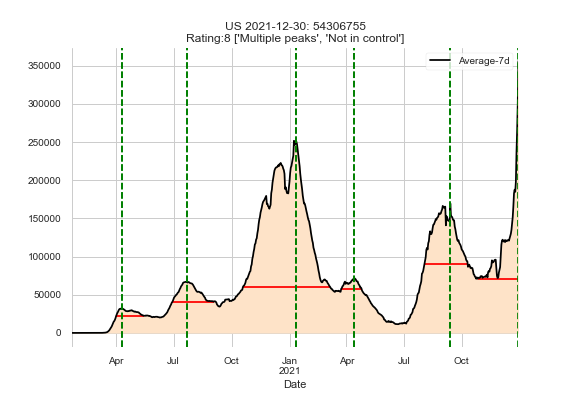 US 2021-12-30: 54306755
Rating:8 ['Multiple peaks', 'Not in control']
Average-7d
350000
300000
250000
200000
150000
100000
50000
0
Apr Jul Oct Jan Apr Jul Oct
2021
Date